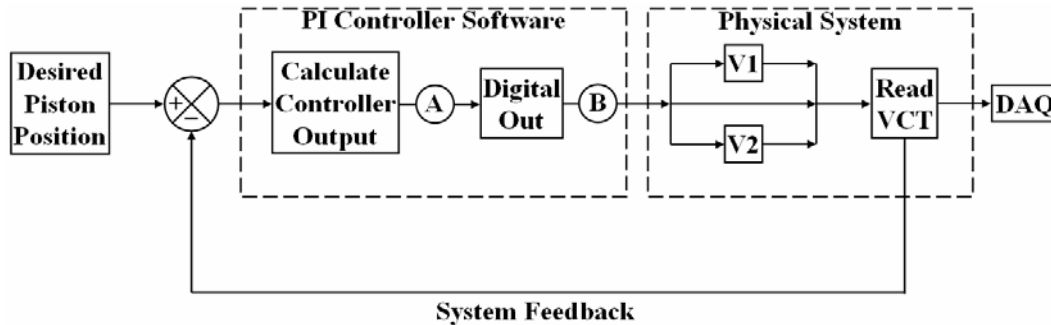 PI Controller Software
Physical System
Desired
Piston
Position
+
−
Calculate
Controller
Output
A
Digital
Out
B
V1
V2
Read
VCT
DAQ
System Feedback